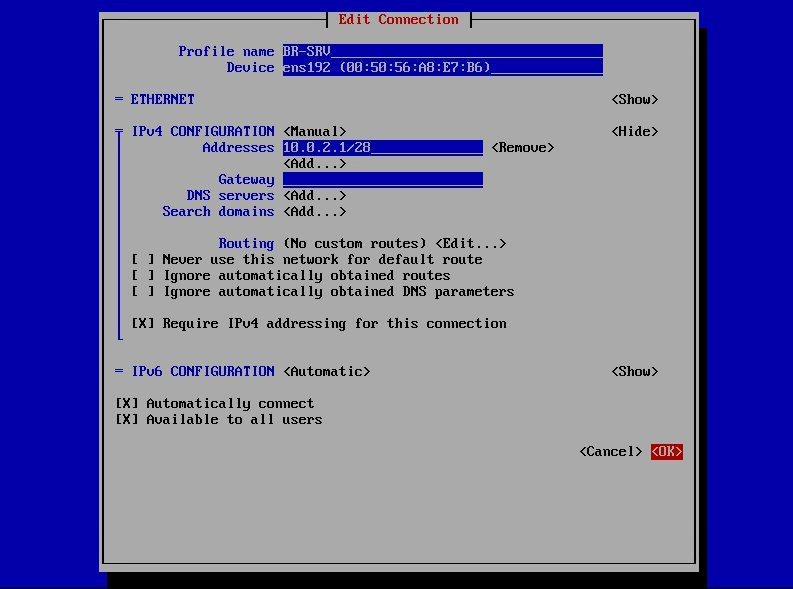 Edit Connection
Profile name BR-SRV
Device ens192 (00:50:56:A8:E7:B6)
= ETHERNET <Show>
= IPv4 CONFIGURATION <Manual> <Hide>
Addresses 10.0.2.1/28 <Remove>
<Add...>
Gateway
DNS servers <Add...>
Search domains <Add...>
Routing (No custom routes) <Edit...>
[ ] Never use this network for default route
[ ] Ignore automatically obtained routes
[ ] Ignore automatically obtained DNS parameters
[X] Require IPv4 addressing for this connection
= IPv6 CONFIGURATION <Automatic> <Show>
[X] Automatically connect
[X] Available to all users
<Cancel> <OK>